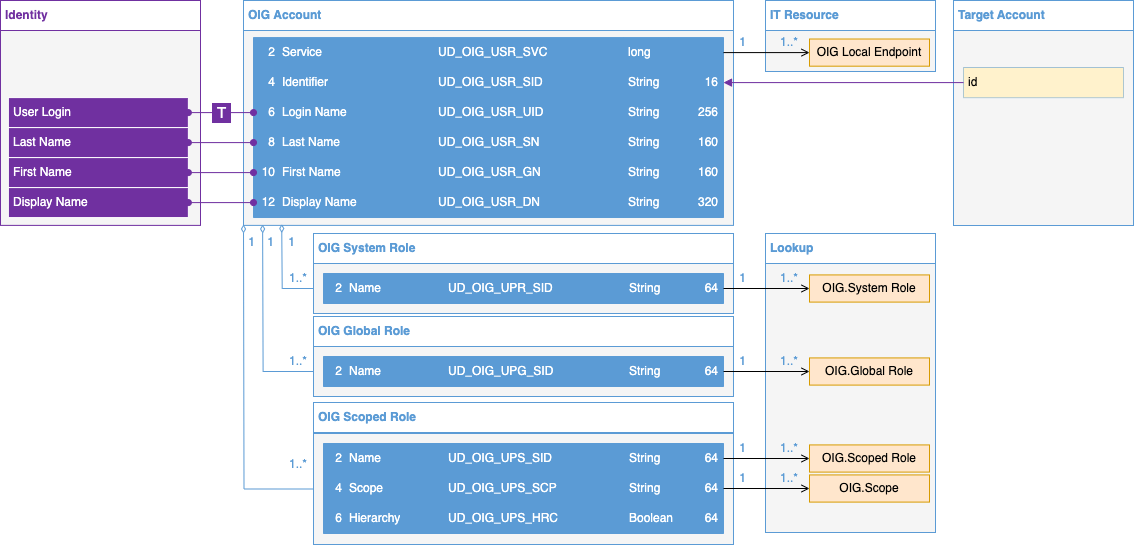 Identity
OIG Account
IT Resource
Target Account
2 Service UD_OIG_USR_SVC long
1 1..* OIG Local Endpoint
4 Identifier UD_OIG_USR_SID String 16
id
User Login T 6 Login Name UD_OIG_USR_UID String 256
Last Name 8 Last Name UD_OIG_USR_SN String 160
First Name 10 First Name UD_OIG_USR_GN String 160
Display Name 12 Display Name UD_OIG_USR_DN String 320
1 1 1
OIG System Role
Lookup
1..* 2 Name UD_OIG_UPR_SID String 64
1 1..* OIG.System Role
OIG Global Role
1..* 2 Name UD_OIG_UPG_SID String 64
1 1..* OIG.Global Role
OIG Scoped Role
1..* 2 Name UD_OIG_UPS_SID String 64
1 1..* OIG.Scoped Role
4 Scope UD_OIG_UPS_SCP String 64
1 1..* OIG.Scope
6 Hierarchy UD_OIG_UPS_HRC Boolean 64